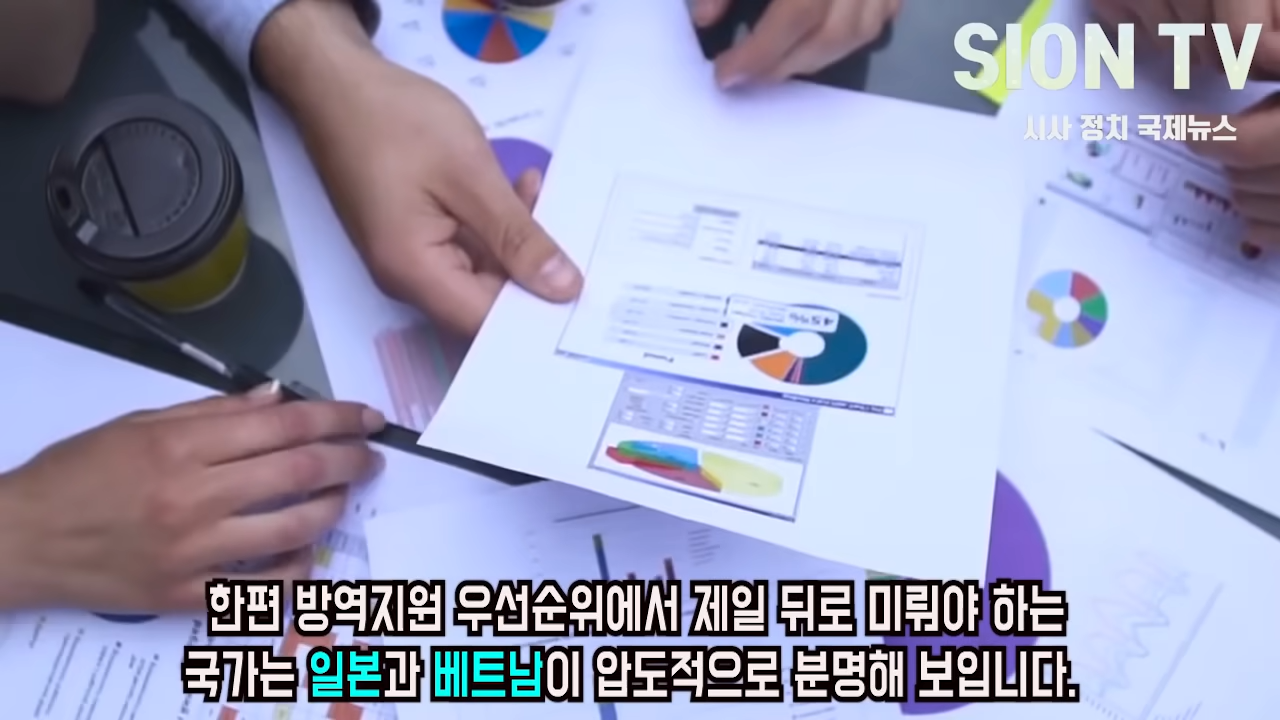 SION TV
시사 정치 국제뉴스
45%
한편 방역지원 우선순위에서 제일 뒤로 미뤄야 하는
국가는 일본과 베트남이 압도적으로 분명해 보입니다.